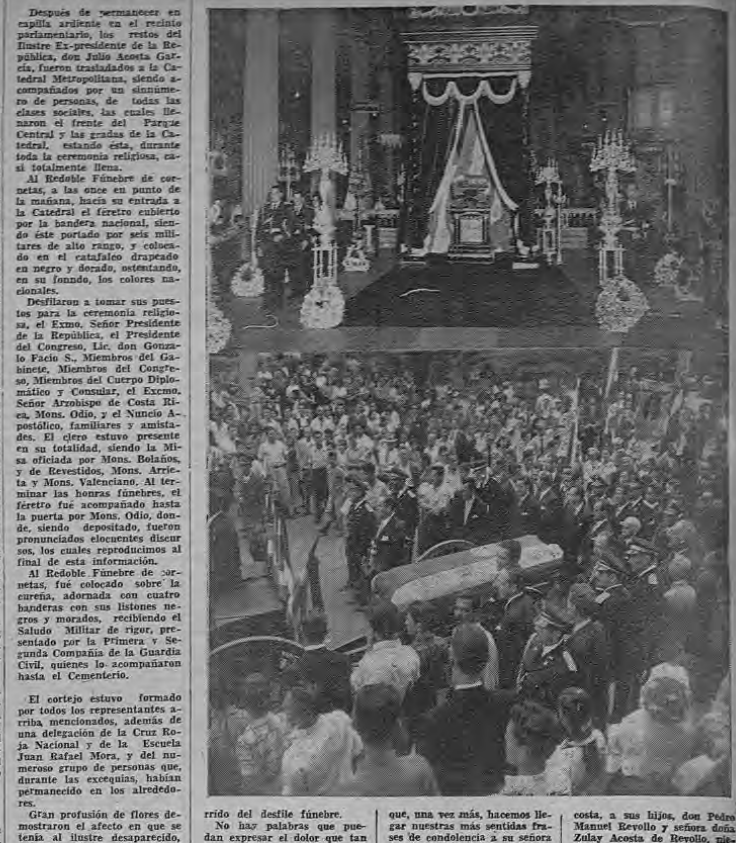 Después de permanecer en
capilla ardiente en el recinto
parlamentario, los restos del
Ilustre Ex-presidente de la Re-
pública, don Julio Acosta Gar-
cía, fueron trasladados a la Ca-
tedral Metropolitana, siendo a-
compañados por un sinnúme-
ro de personas, de todas las
clases sociales, las cuales lle-
naron el frente del Parque
Central y las gradas de la Ca-
tedral, estando ésta, durante
toda la ceremonia religiosa, ca-
si totalmente llena.
Al Redoble Fúnebre de cor-
netas, a las once en punto de
la mañana, hacía su entrada a
la Catedral el féretro cubierto
por la bandera nacional, sien-
do éste portado por seis mili-
tares de alto rango, y coloca-
do en el catafalco drapeado
en negro y dorado, ostentando,
en su fonndo, los colores na-
cionales.
Desfilaron a tomar sus pues-
tos para la ceremonia religio-
sa, el Exmo. Señor Presidente
de la República, el Presidente
del Congreso, Lic. don Gonza-
lo Facio S., Miembros del Ga-
binete, Miembros del Congre-
so, Miembros del Cuerpo Diplo-
mático y Consular, el Excmo.
Señor Arzobispo de Costa Ri-
ca, Mons. Odio, y el Nuncio A-
postólico, familiares y amista-
des. El clero estuvo presente
en su totalidad, siendo la Mi-
sa oficiada por Mons. Bolaños,
y de Revestidos, Mons. Arrie-
ta y Mons. Valenciano. Al ter-
minar las honras fúnebres, el
féretro fué acompañado hasta
la puerta por Mons. Odio, don-
de, siendo depositado, fueron
pronunciados elocuentes discur
sos, los cuales reproducimos al
final de esta información.
Al Redoble Fúnebre de cor-
netas, fué colocado sobre la
cureña, adornada con cuatro
banderas con sus listones ne-
gros y morados, recibiendo el
Saludo Militar de rigor, pre-
sentado por la Primera y Se-
gunda Compañía de la Guardia
Civil, quienes lo acompañaron
hasta el Cementerio.
El cortejo estuvo formado
por todos los representantes a-
rriba mencionados, además de
una delegación de la Cruz Ro-
ja Nacional y de la Escuela
Juan Rafael Mora, y del nu-
meroso grupo de personas que,
durante las exequias, habían
permanecido en los alrededo-
res.
Gran profusión de flores de-
mostraron el afecto en que se
tenía al ilustre desaparecido,
rrido del desfile fúnebre.
No hay palabras que pue-
dan expresar el dolor que tan
que, una vez más, hacemos lle-
gar nuestras más sentidas fra-
ses de condolencia a su señora
costa, a sus hijos, don Pedro
Manuel Revollo y señora doña
Zulay Acosta de Revollo, nie-